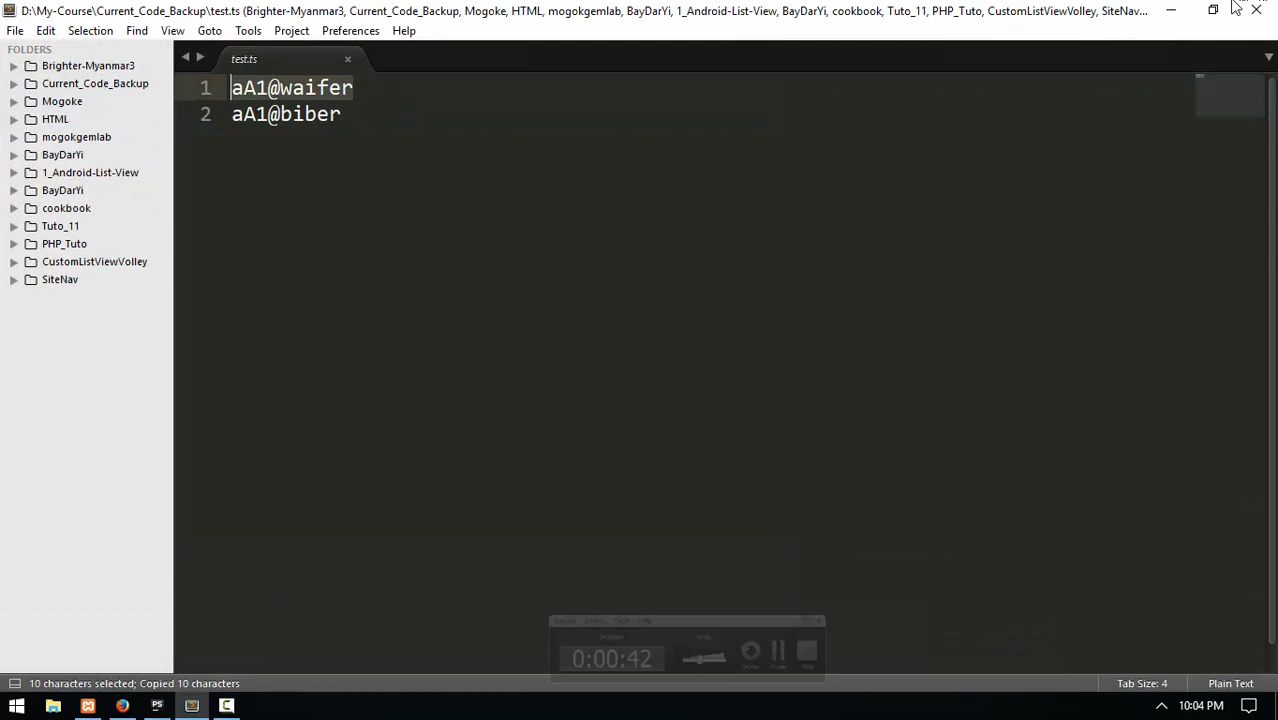 D:\My-Course\Current_Code_Backup\test.ts (Brighter-Myanmar3, Current_Code_Backup, Mogoke, HTML, mogokgemlab, BayDarYi, 1_Android-List-View, BayDarYi, cookbook, Tuto_11, PHP_Tuto, CustomListViewVolley, SiteNav...
File Edit Selection Find View Goto Tools Project Preferences Help
FOLDERS
Brighter-Myanmar3
Current_Code_Backup
Mogoke
HTML
mogokgemlab
BayDarYi
1_Android-List-View
BayDarYi
cookbook
Tuto_11
PHP_Tuto
CustomListViewVolley
SiteNav
test.ts
1 aA1@waifer
2 aA1@biber
0:00:42
10 characters selected; Copied 10 characters
Tab Size: 4
Plain Text
10:04 PM